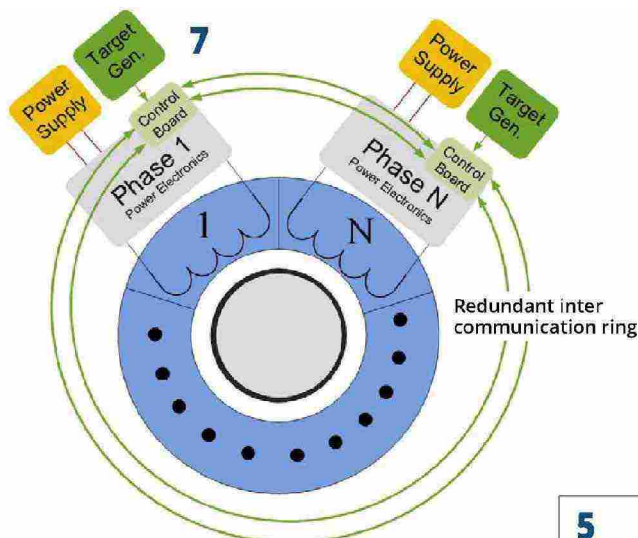 7
Target
Gen.
Power
Supply
Control
Board
Phase 1
Power Electronics
Power
Supply
Target
Gen.
Control
Board
Phase N
Power Electronics
1
N
Redundant inter
communication ring
5